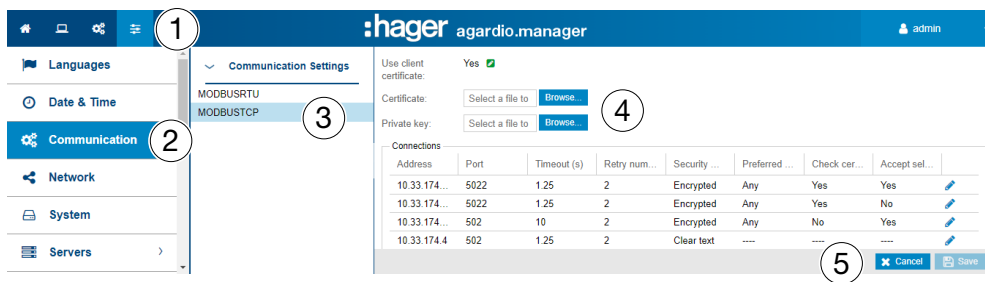 1
:hager agardio.manager
admin
Languages
Date & Time
Communication
2
Network
System
Servers
Communication Settings
MODBUSRTU
MODBUSTCP
3
Use client
certificate:
Yes
Certificate:
Select a file to
Browse...
Private key:
Select a file to
Browse...
4
Connections
Address Port Timeout (s) Retry num... Security ... Preferred ... Check cer... Accept sel...
10.33.174... 5022 1.25 2 Encrypted Any Yes Yes
10.33.174... 5022 1.25 2 Encrypted Any Yes No
10.33.174... 502 10 2 Encrypted Any No Yes
10.33.174.4 502 1.25 2 Clear text ---- ---- ----
5
Cancel
Save